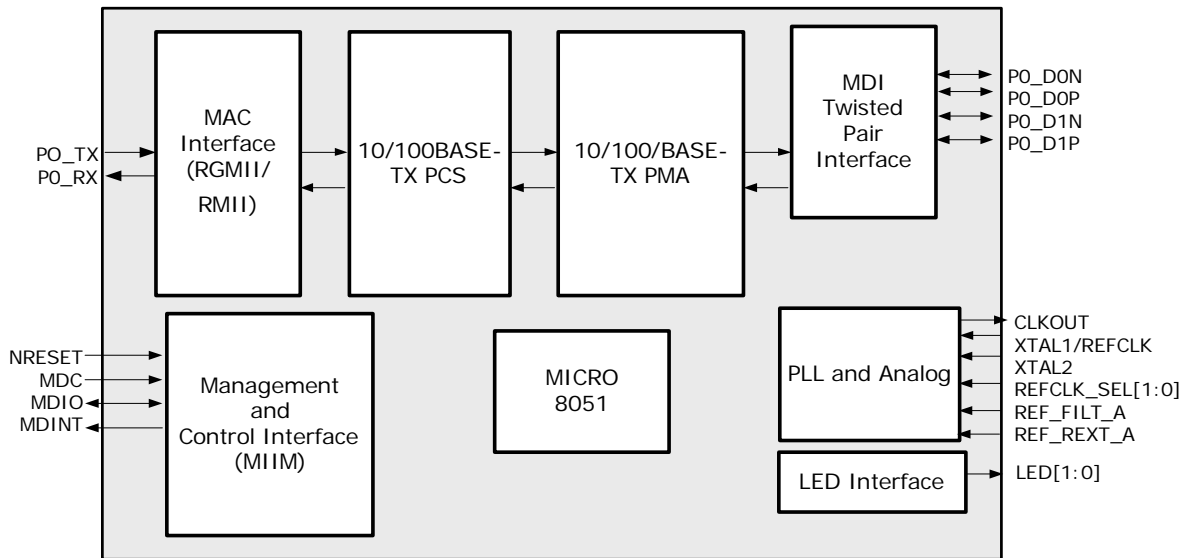 MAC
Interface
(RGMII/
RMII)
10/100BASE-
TX PCS
10/100/BASE-
TX PMA
MDI
Twisted
Pair
Interface
PO_TX
P0_RX
P0_D0N
P0_D0P
P0_D1N
P0_D1P
NRESET
MDC
MDIO
MDINT
Management
and
Control Interface
(MIIM)
MICRO
8051
PLL and Analog
CLKOUT
XTAL1/REFCLK
XTAL2
REFCLK_SEL[1:0]
REF_FILT_A
REF_REXT_A
LED Interface
LED[1:0]